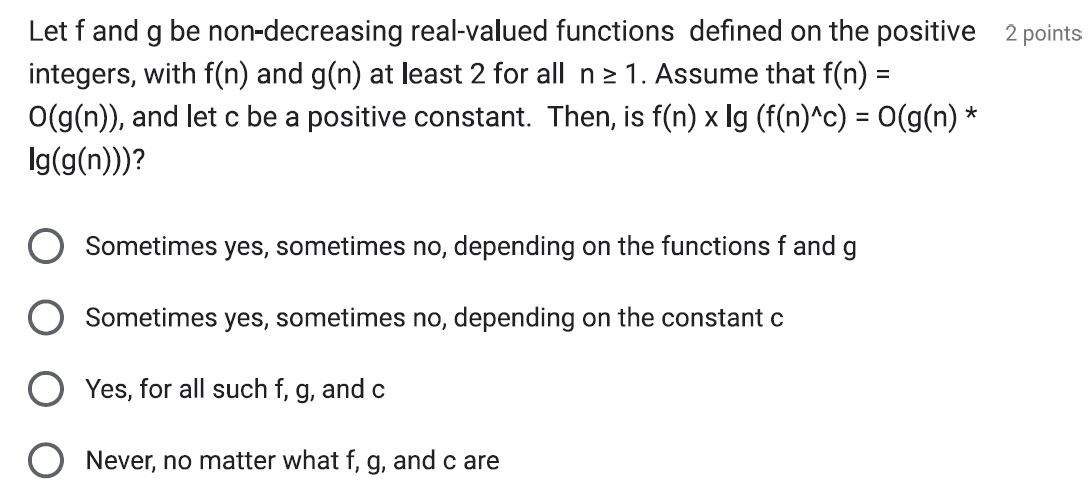 Let f and g be non-decreasing real-valued functions defined on the positive 2 points
integers, with f(n) and g(n) at least 2 for all n ≥ 1. Assume that f(n) =
O(g(n)), and let c be a positive constant. Then, is f(n) x lg (f(n)^c) = O(g(n) *
lg(g(n)))?
Sometimes yes, sometimes no, depending on the functions f and g
Sometimes yes, sometimes no, depending on the constant c
Yes, for all such f, g, and c
Never, no matter what f, g, and c are